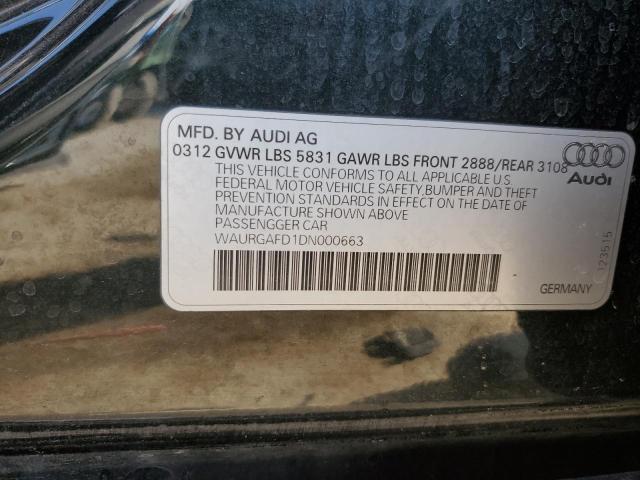 MFD. BY AUDI AG
0312 GVWR LBS 5831 GAWR LBS FRONT 2888/REAR 3108
THIS VEHICLE CONFORMS TO ALL APPLICABLE U.S.
FEDERAL MOTOR VEHICLE SAFETY,BUMPER AND THEFT
PREVENTION STANDARDS IN EFFECT ON THE DATE OF
MANUFACTURE SHOWN ABOVE
PASSENGGER CAR
WAURGAFD1DN000663
Audi
123515
GERMANY